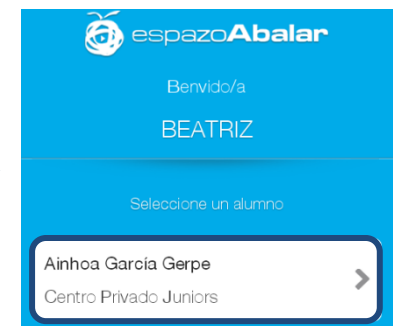 espazoAbalar
Benvido/a
BEATRIZ
Seleccione un alumno
Ainhoa García Gerpe
Centro Privado Juniors